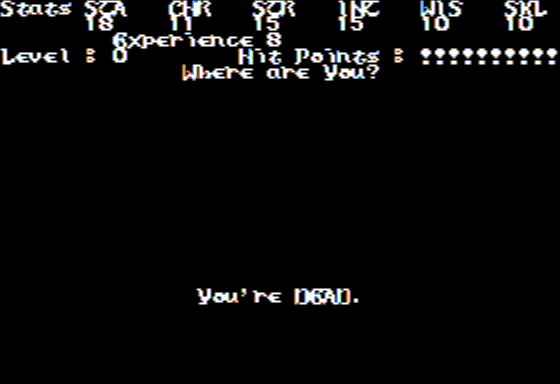 Stats STA CHR STR INT WIS SKL
18 11 15 15 10 10
Experience 8
Level : 0 Hit Points : !!!!!!!!!!
Where are You?
You're DEAD.